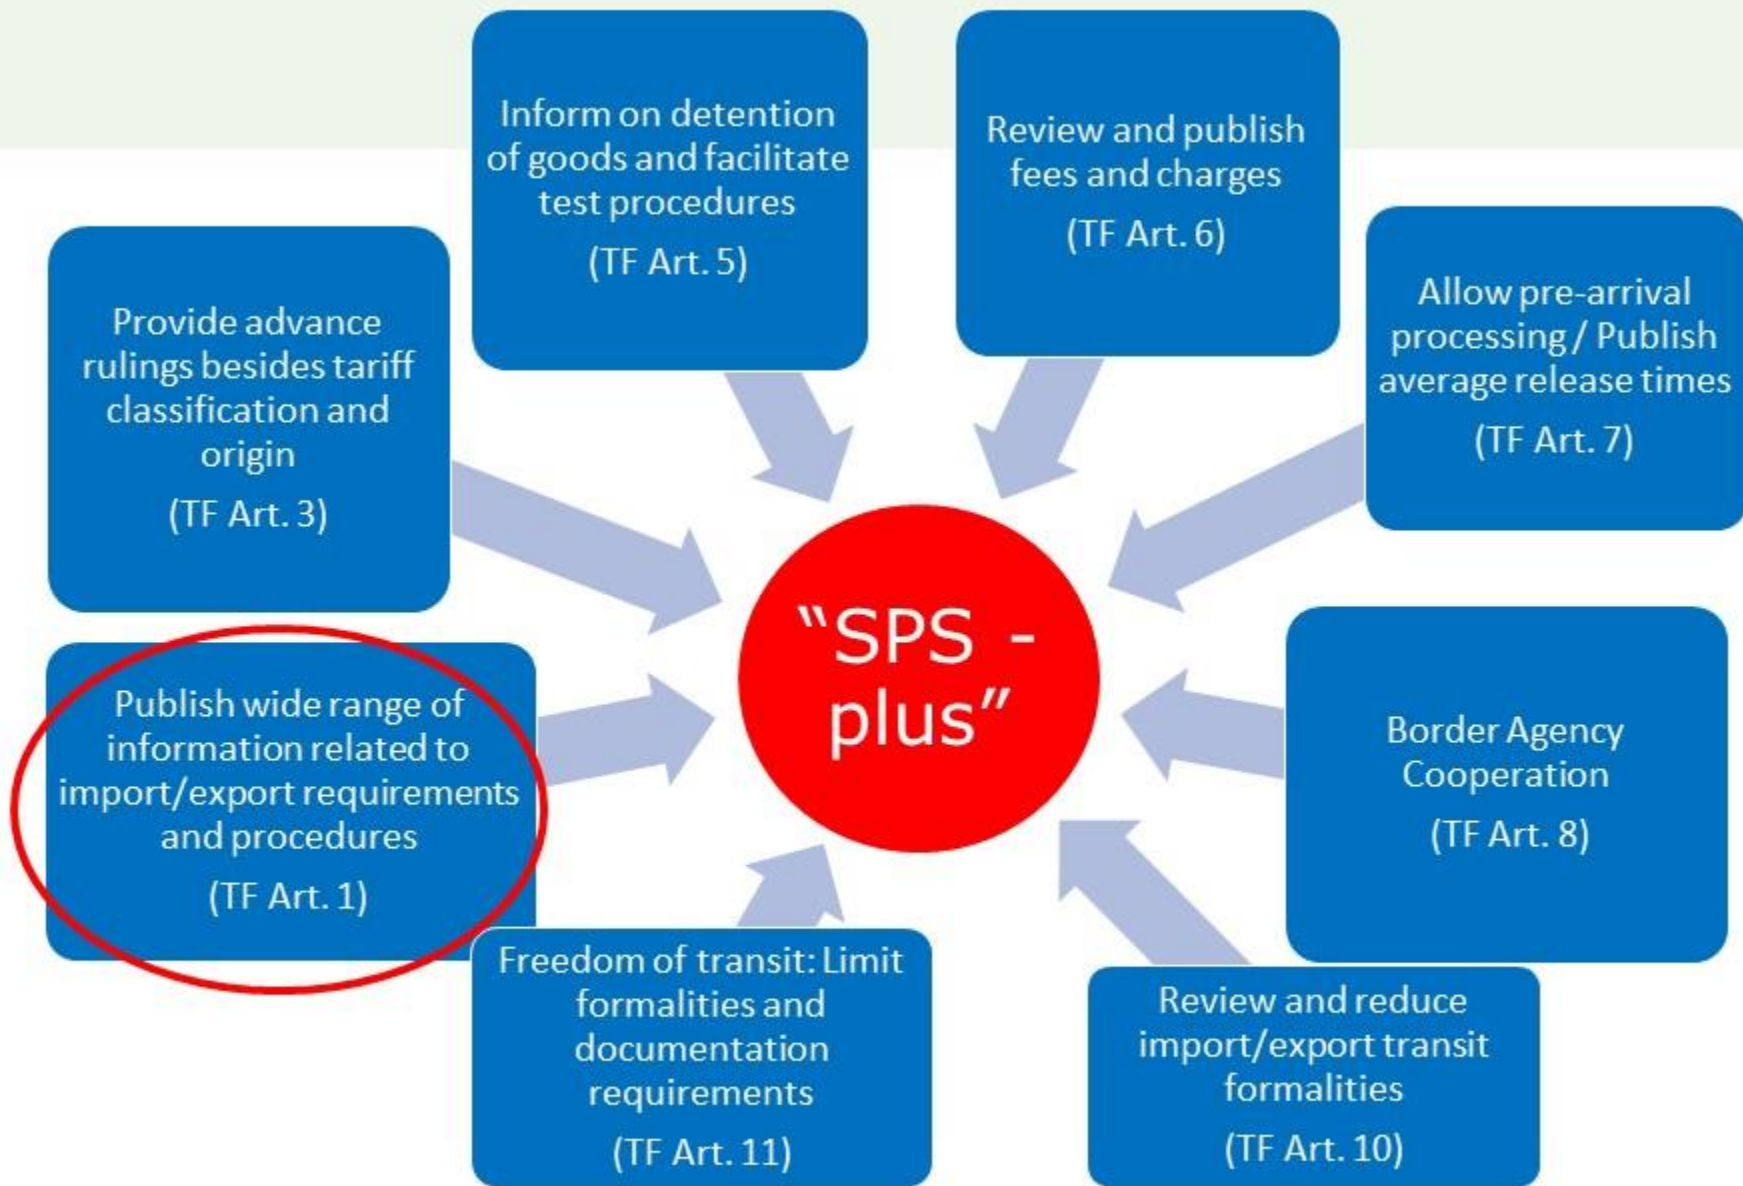 Inform on detention
of goods and facilitate
test procedures
(TF Art. 5)
Review and publish
fees and charges
(TF Art. 6)
Provide advance
rulings besides tariff
classification and
origin
(TF Art. 3)
Allow pre-arrival
processing / Publish
average release times
(TF Art. 7)
“SPS -
plus”
Publish wide range of
information related to
import/export requirements
and procedures
(TF Art. 1)
Border Agency
Cooperation
(TF Art. 8)
Freedom of transit: Limit
formalities and
documentation
requirements
(TF Art. 11)
Review and reduce
import/export transit
formalities
(TF Art. 10)